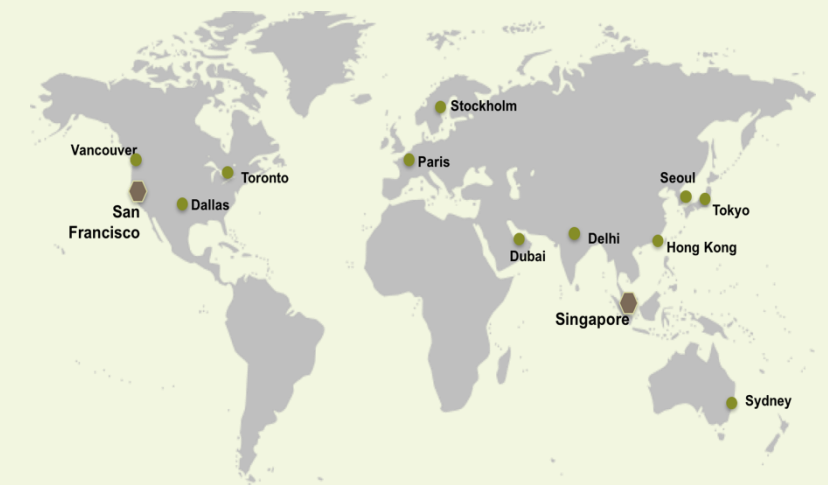 Stockholm
Vancouver
Paris
Toronto
Seoul
Dallas
San
Francisco
Tokyo
Delhi
Hong Kong
Dubai
Singapore
Sydney